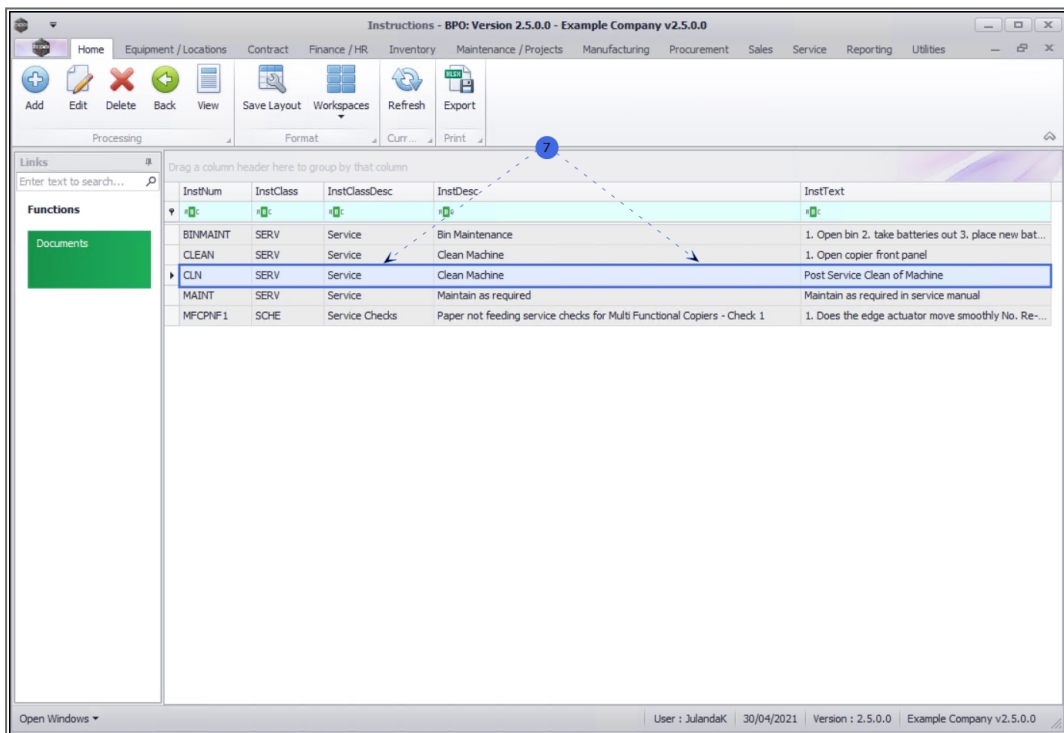 Instructions - BPO: Version 2.5.0.0 - Example Company v2.5.0.0
Home Equipment / Locations Contract Finance / HR Inventory Maintenance / Projects Manufacturing Procurement Sales Service Reporting Utilities
Add Edit Delete Back View Save Layout Workspaces Refresh Export
Processing Format Curr... Print
7
Links
Drag a column header here to group by that column
Enter text to search...
InstNum InstClass InstClassDesc InstDesc InstText
Functions
Documents
BINMAINT SERV Service Bin Maintenance 1. Open bin 2. take batteries out 3. place new bat...
CLEAN SERV Service Clean Machine 1. Open copier front panel
CLN SERV Service Clean Machine Post Service Clean of Machine
MAINT SERV Service Maintain as required Maintain as required in service manual
MFCPNF1 SCHE Service Checks Paper not feeding service checks for Multi Functional Copiers - Check 1 1. Does the edge actuator move smoothly No. Re-...
Open Windows User : JulandaK 30/04/2021 Version : 2.5.0.0 Example Company v2.5.0.0